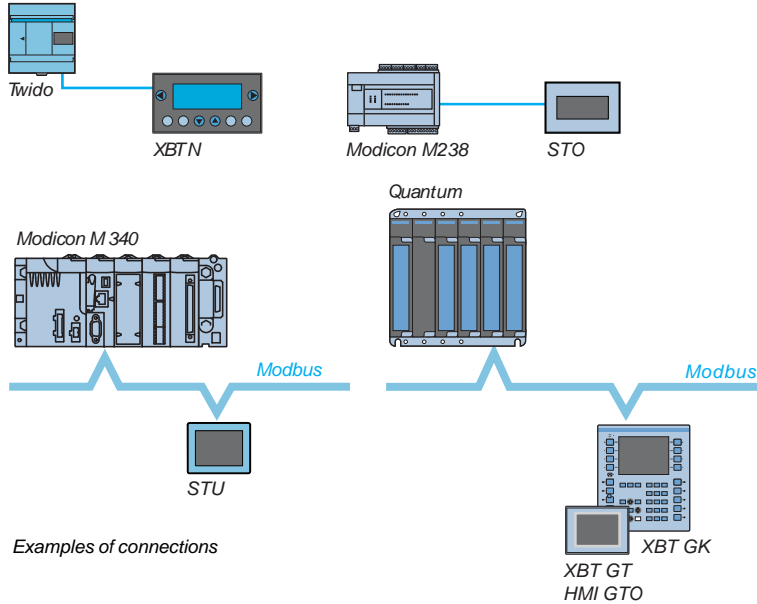 Twido
XBT N
Modicon M238
STO
Quantum
Modicon M 340
Modbus
Modbus
STU
Examples of connections
XBT GK
XBT GT
HMI GTO